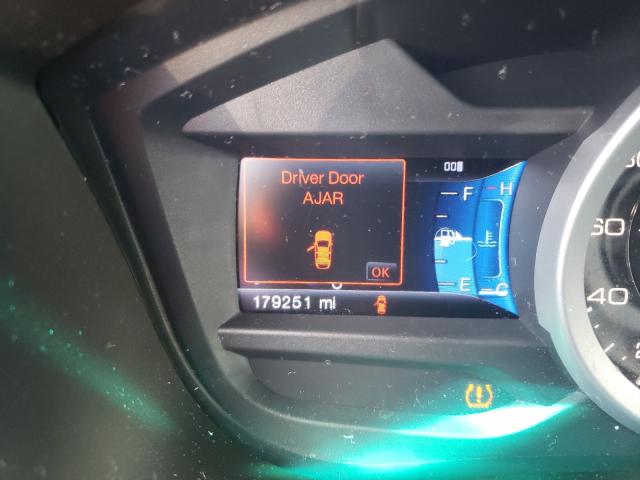 Driver Door
AJAR
OK
F
H
E
C
179251 mi
60
40